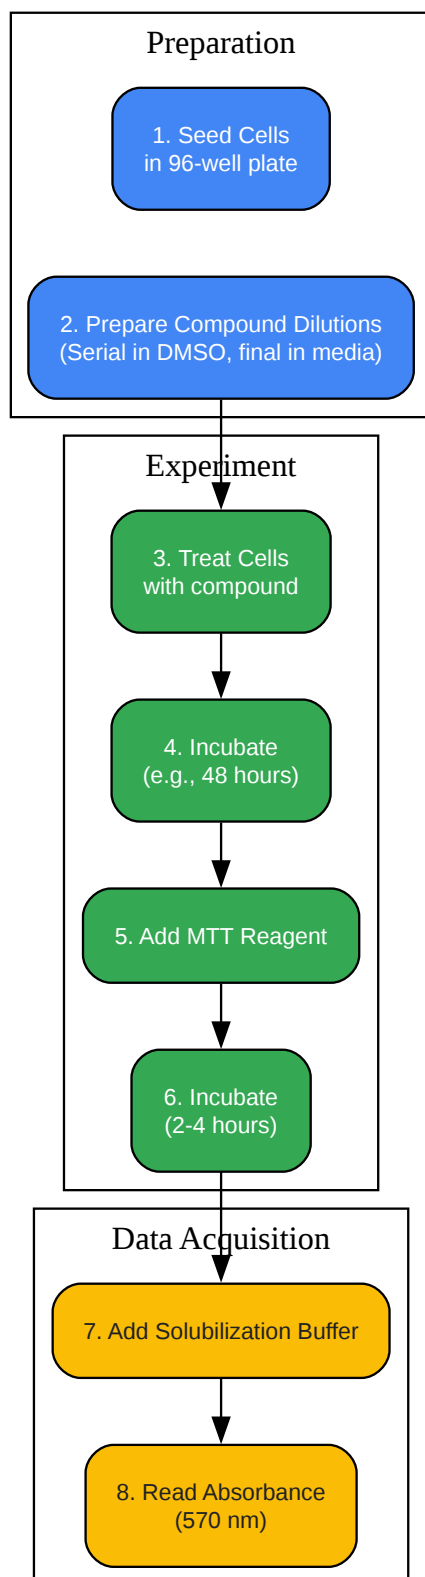 Preparation
1. Seed Cells
in 96-well plate
2. Prepare Compound Dilutions
(Serial in DMSO, final in media)
Experiment
3. Treat Cells
with compound
4. Incubate
(e.g., 48 hours)
5. Add MTT Reagent
6. Incubate
(2-4 hours)
Data Acquisition
7. Add Solubilization Buffer
8. Read Absorbance
(570 nm)